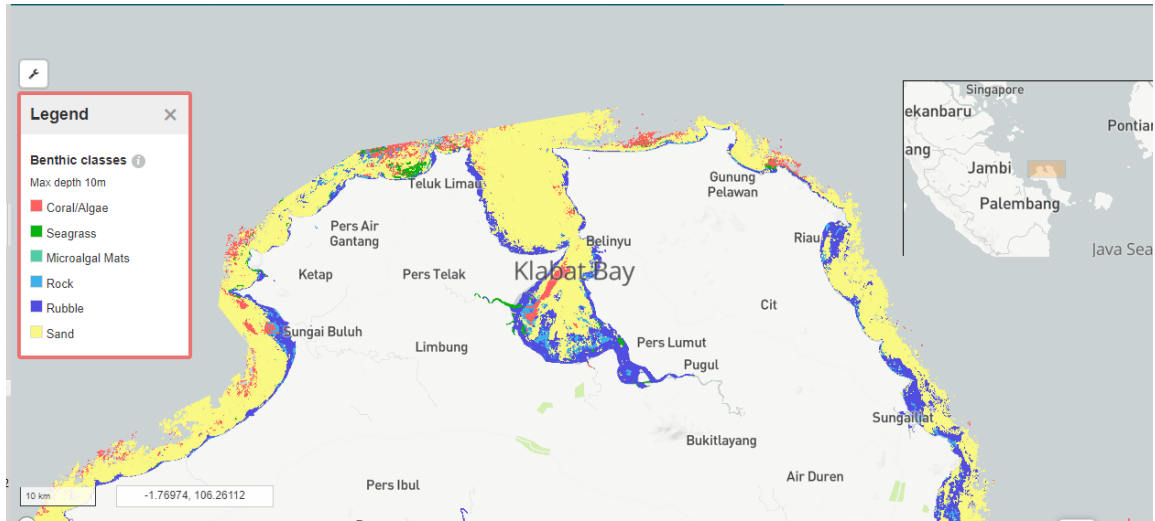 Legend
Benthic classes
Max depth 10m
Coral/Algae
Seagrass
Microalgal Mats
Rock
Rubble
Sand
Singapore
ekanbaru
Pontian
ang
Jambi
Palembang
Java Sea
Teluk Limau
Gunung
Pelawan
Pers Air
Gantang
Riau
Belinyu
Ketap
Pers Telak
Klabat Bay
Cit
Sungai Buluh
Limbung
Pers Lumut
Pugul
Sungailiat
Bukitlayang
Air Duren
Pers Ibul
10 km
-1.76974, 106.26112